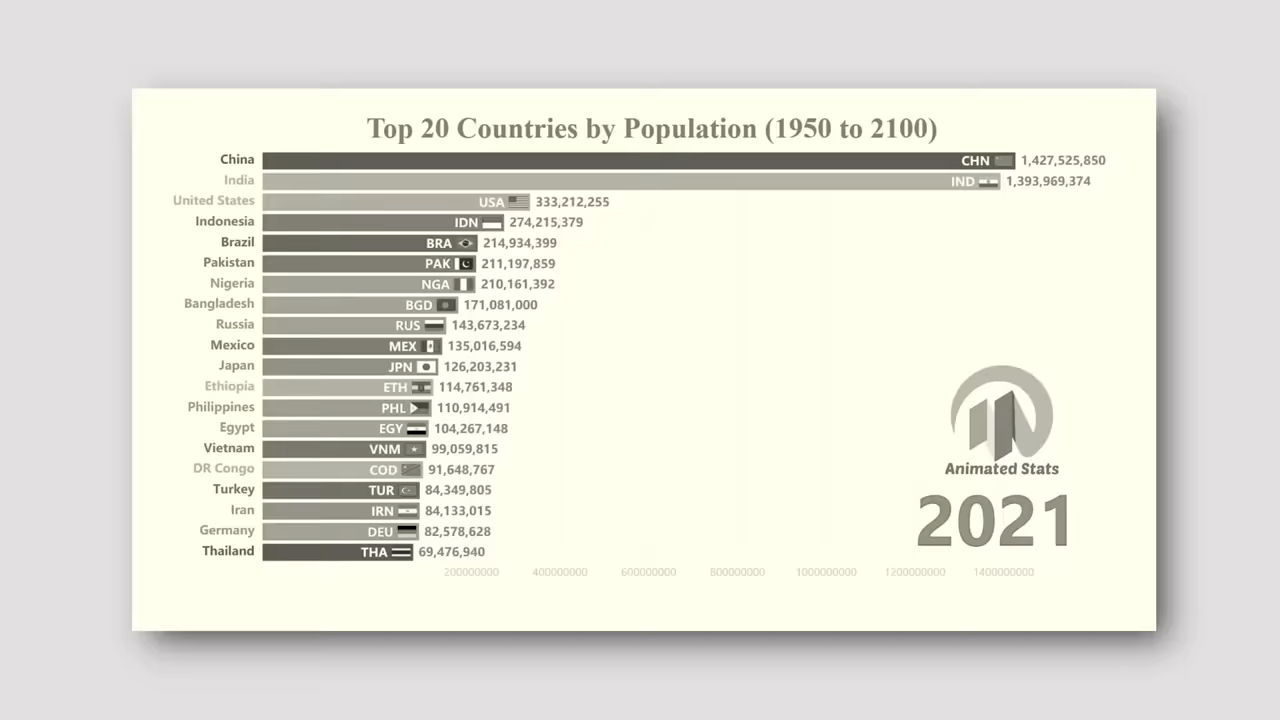 Top 20 Countries by Population (1950 to 2100)
China CHN 1,427,525,850
India IND 1,393,969,374
United States USA 333,212,255
Indonesia IDN 274,215,379
Brazil BRA 214,934,399
Pakistan PAK 211,197,859
Nigeria NGA 210,161,392
Bangladesh BGD 171,081,000
Russia RUS 143,673,234
Mexico MEX 135,016,594
Japan JPN 126,203,231
Ethiopia ETH 114,761,348
Philippines PHL 110,914,491
Egypt EGY 104,267,148
Vietnam VNM 99,059,815
DR Congo COD 91,648,767
Turkey TUR 84,349,805
Iran IRN 84,133,015
Germany DEU 82,578,628
Thailand THA 69,476,940
Animated Stats
2021
200000000 400000000 600000000 800000000 1000000000 1200000000 1400000000